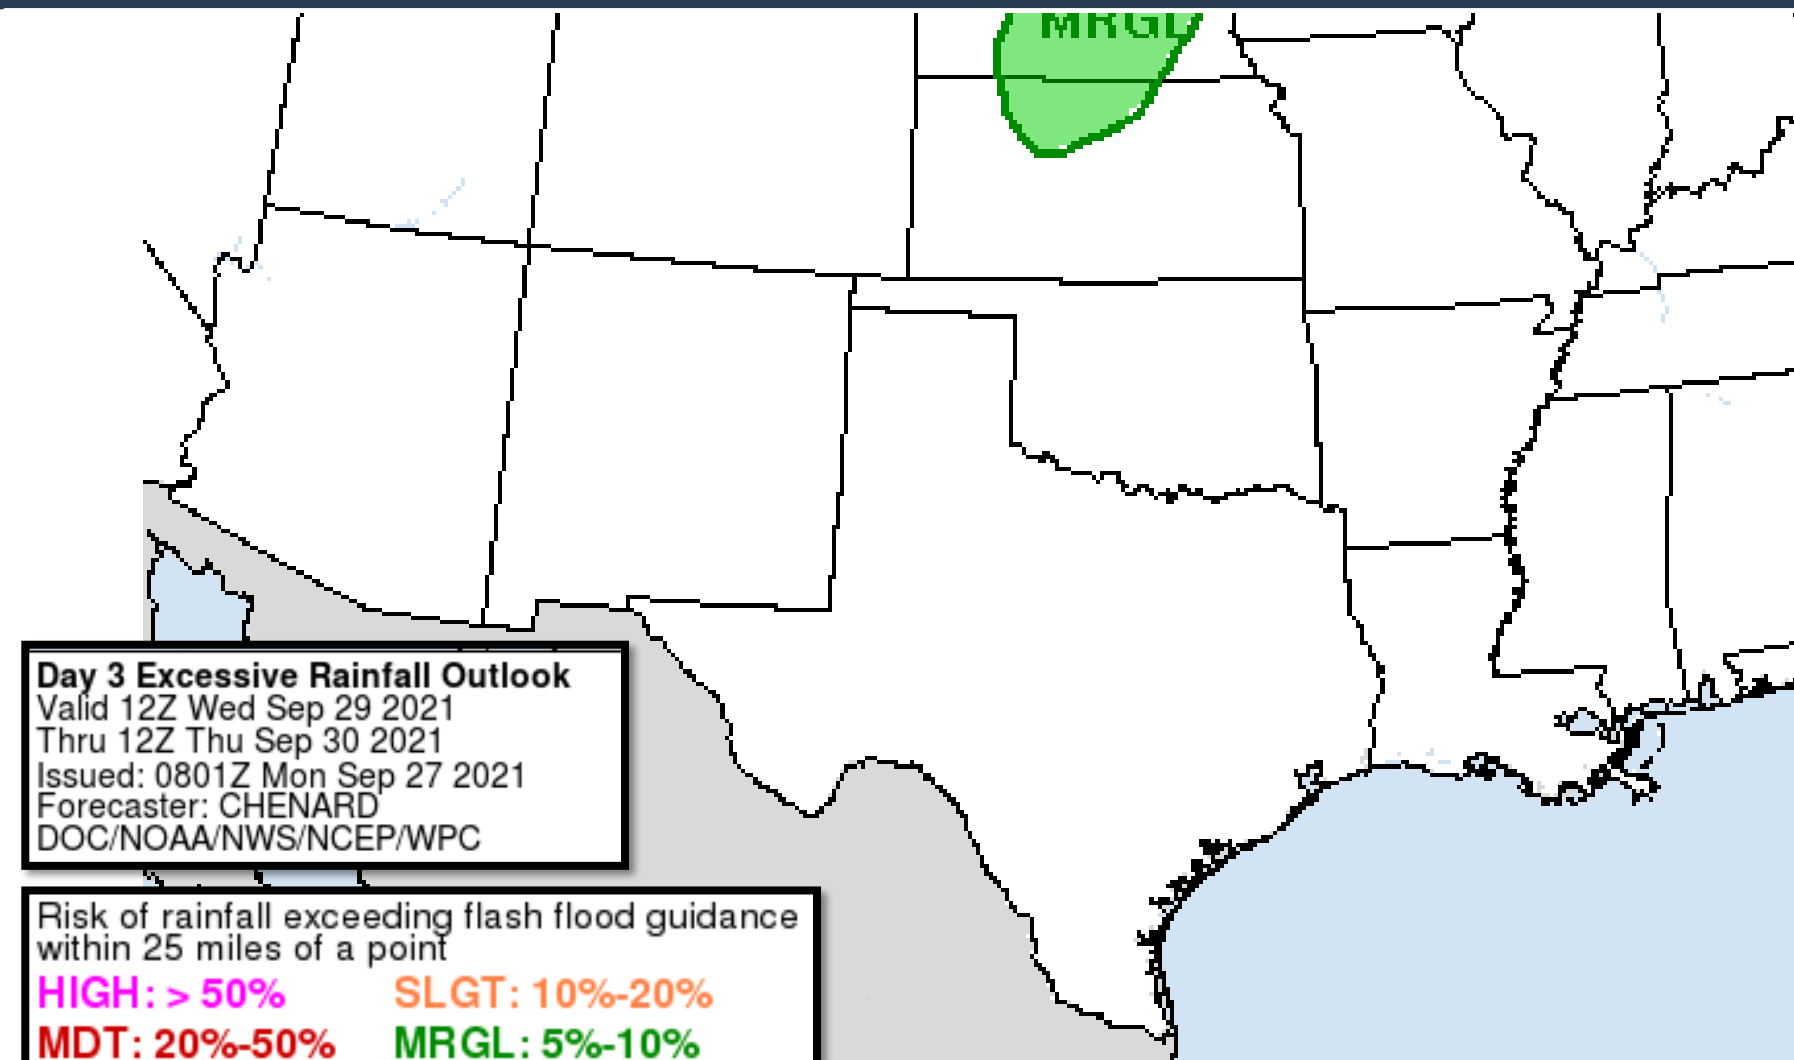 MRGL
Day 3 Excessive Rainfall Outlook
Valid 12Z Wed Sep 29 2021
Thru 12Z Thu Sep 30 2021
Issued: 0801Z Mon Sep 27 2021
Forecaster: CHENARD
DOC/NOAA/NWS/NCEP/WPC
Risk of rainfall exceeding flash flood guidance
within 25 miles of a point
HIGH: > 50% SLGT: 10%-20%
MDT: 20%-50% MRGL: 5%-10%